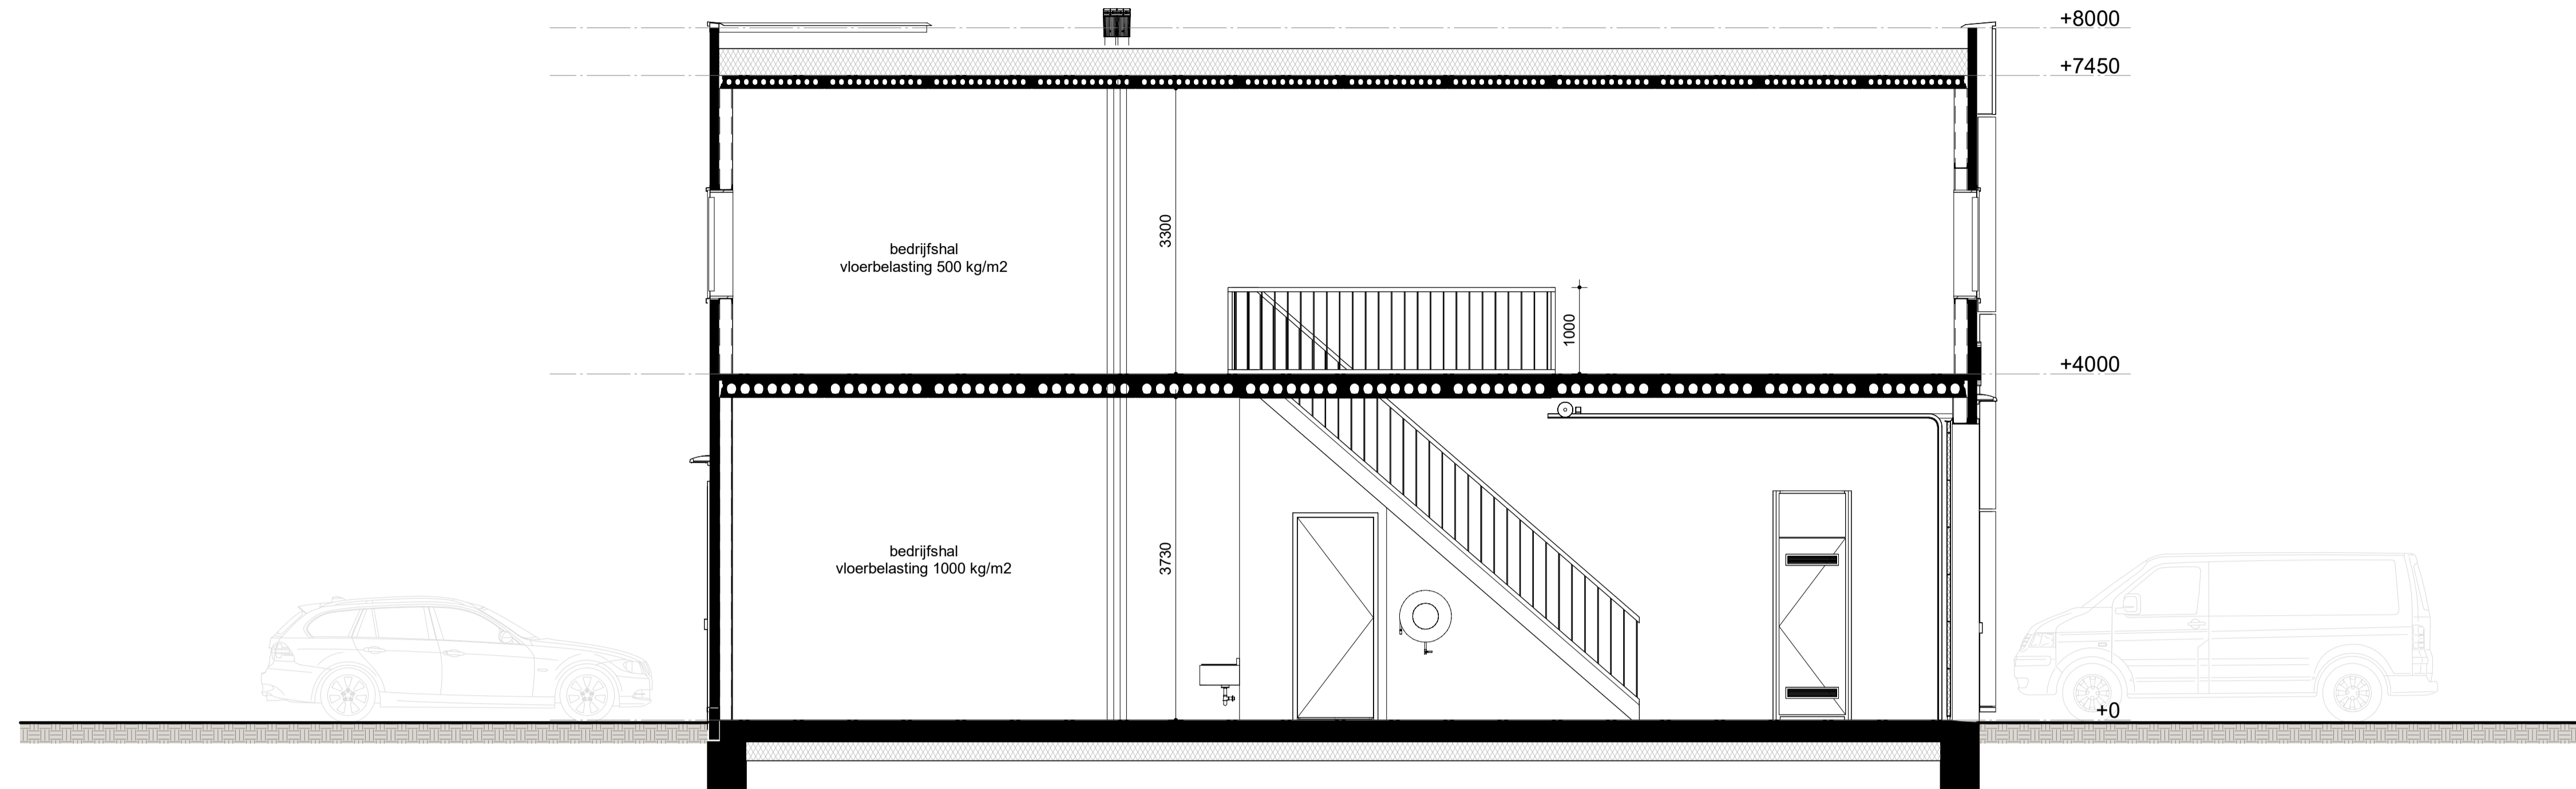 +8000
+7450
3300
bedrijfshal
vloerbelasting 500 kg/m2
1000
+4000
3730
bedrijfshal
vloerbelasting 1000 kg/m2
+0